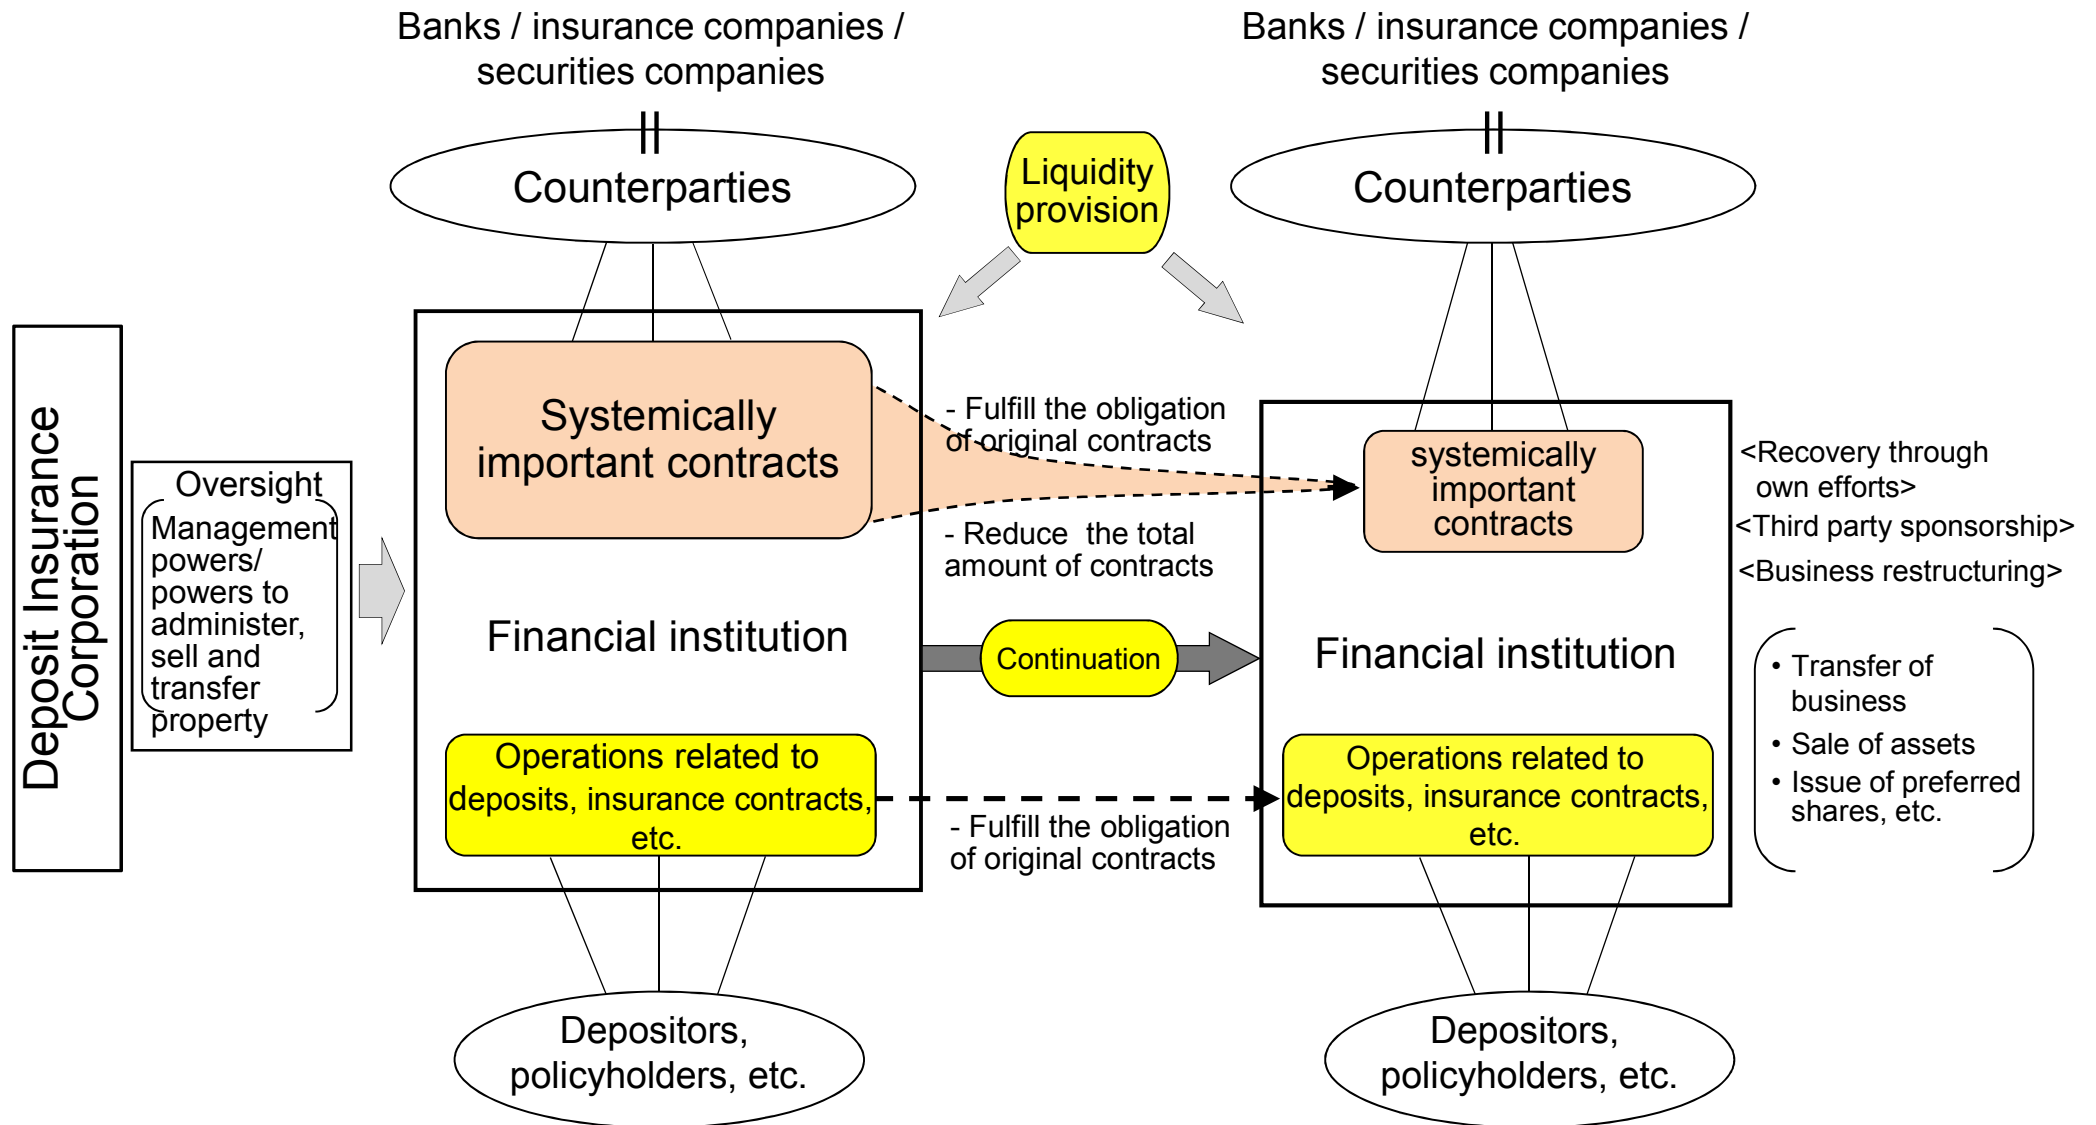 Banks / insurance companies /
securities companies
Banks / insurance companies /
securities companies
Counterparties
Liquidity
provision
Counterparties
Deposit Insurance
Corporation
Oversight
Management
powers/
powers to
administer,
sell and
transfer
property
Systemically
important contracts
- Fulfill the obligation
of original contracts
- Reduce  the total
amount of contracts
systemically
important
contracts
<Recovery through
own efforts>
<Third party sponsorship>
<Business restructuring>
Financial institution
Continuation
Financial institution
• Transfer of
business
• Sale of assets
• Issue of preferred
shares, etc.
Operations related to
deposits, insurance contracts,
etc.
- Fulfill the obligation
of original contracts
Operations related to
deposits, insurance contracts,
etc.
Depositors,
policyholders, etc.
Depositors,
policyholders, etc.